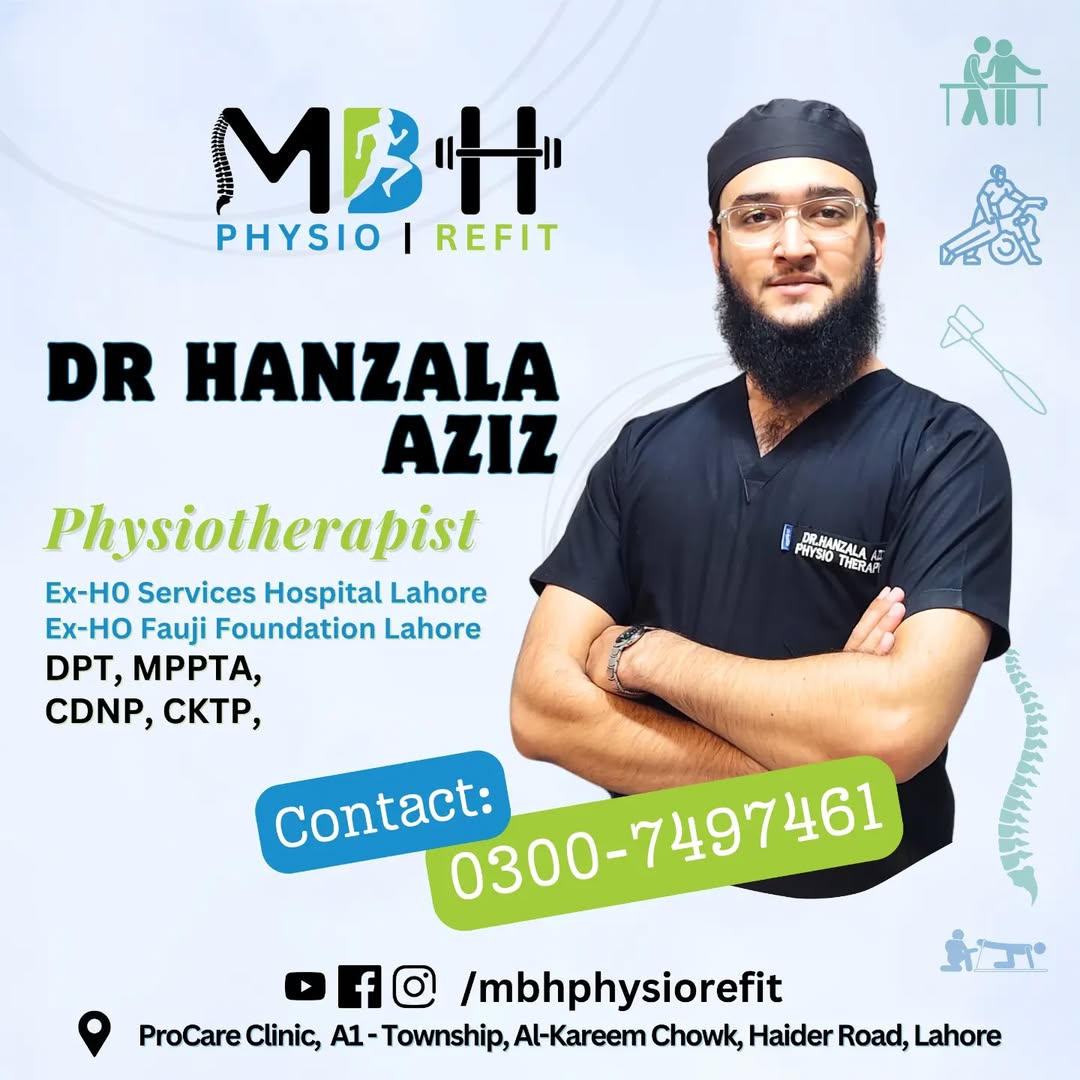 MBH
PHYSIO | REFIT
DR HANZALA
AZIZ
Physiotherapist
Ex-HO Services Hospital Lahore
Ex-HO Fauji Foundation Lahore
DPT, MPPTA,
CDNP, CKTP,
DR.HANZALA
PHYSIO
Contact:
0300-7497461
/mbhphysiorefit
ProCare Clinic, A1 - Township, Al-Kareem Chowk, Haider Road, Lahore